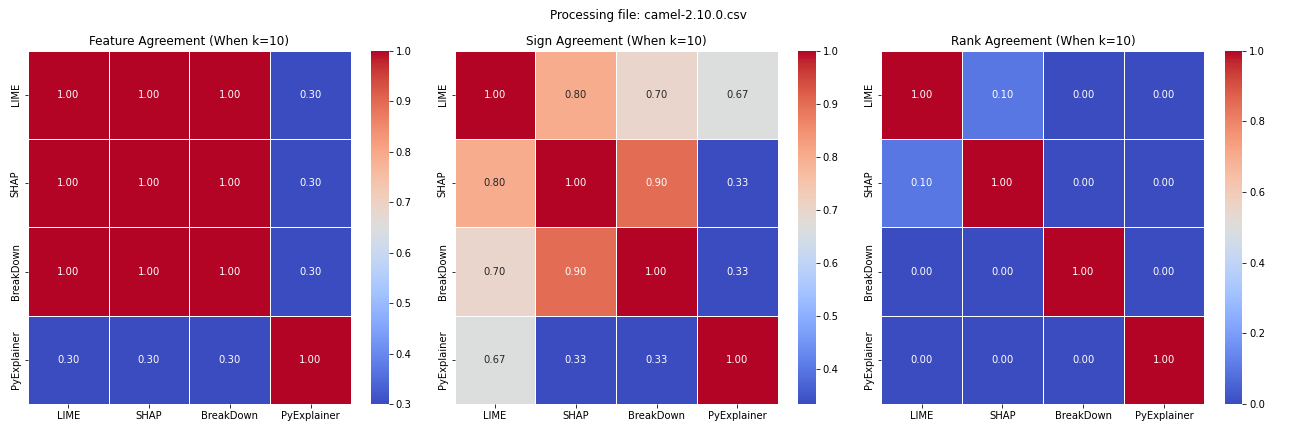 Processing file: camel-2.10.0.csv
Feature Agreement (When k=10)
LIME
1.00 1.00 1.00 0.30
SHAP
1.00 1.00 1.00 0.30
BreakDown
1.00 1.00 1.00 0.30
PyExplainer
0.30 0.30 0.30 1.00
LIME SHAP BreakDown PyExplainer
1.0
0.9
0.8
0.7
0.6
0.5
0.4
0.3
Sign Agreement (When k=10)
LIME
1.00 0.80 0.70 0.67
SHAP
0.80 1.00 0.90 0.33
BreakDown
0.70 0.90 1.00 0.33
PyExplainer
0.67 0.33 0.33 1.00
LIME SHAP BreakDown PyExplainer
1.0
0.9
0.8
0.7
0.6
0.5
0.4
Rank Agreement (When k=10)
LIME
1.00 0.10 0.00 0.00
SHAP
0.10 1.00 0.00 0.00
BreakDown
0.00 0.00 1.00 0.00
PyExplainer
0.00 0.00 0.00 1.00
LIME SHAP BreakDown PyExplainer
1.0
0.8
0.6
0.4
0.2
0.0